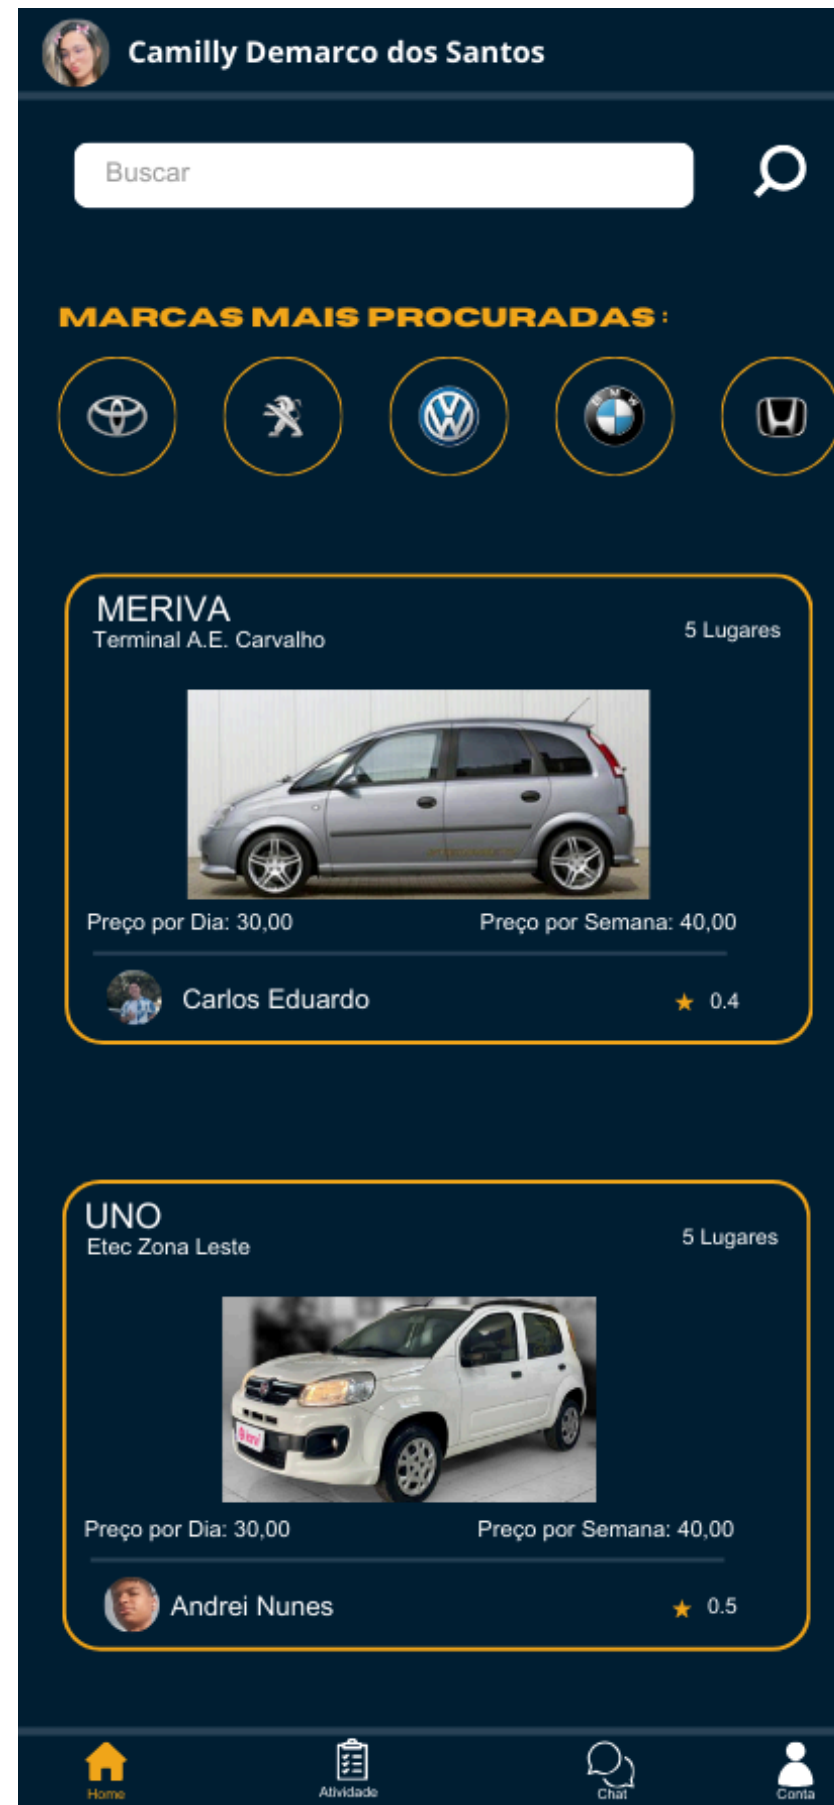 Camilly Demarco dos Santos
Buscar
MARCAS MAIS PROCURADAS :
BMW
MERIVA
Terminal A.E. Carvalho
5 Lugares
Preço por Dia: 30,00
Preço por Semana: 40,00
Carlos Eduardo
0.4
UNO
Etec Zona Leste
5 Lugares
Preço por Dia: 30,00
Preço por Semana: 40,00
Andrei Nunes
0.5
Home
Atividade
Chat
Conta